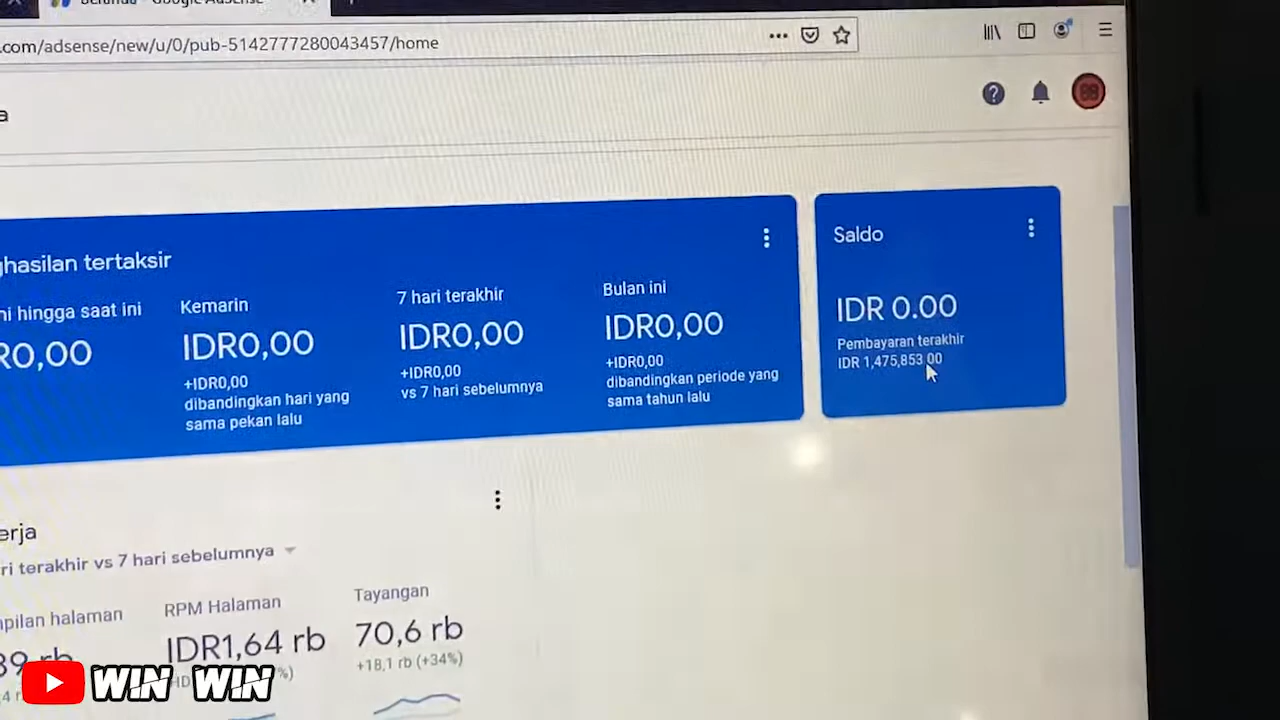 .com/adsense/new/u/0/pub-5142777280043457/home
a
ghasilan tertaksir
ni hingga saat ini
R0,00
Kemarin
IDR0,00
+IDR0,00
dibandingkan hari yang
sama pekan lalu
7 hari terakhir
IDR0,00
+IDR0,00
vs 7 hari sebelumnya
Bulan ini
IDR0,00
+IDR0,00
dibandingkan periode yang
sama tahun lalu
Saldo
IDR 0.00
Pembayaran terakhir
IDR 1,475,853.00
erja
ri terakhir vs 7 hari sebelumnya
npilan halaman
RPM Halaman
IDR1,64 rb
Tayangan
70,6 rb
+18,1 rb (+34%)
WIN WIN